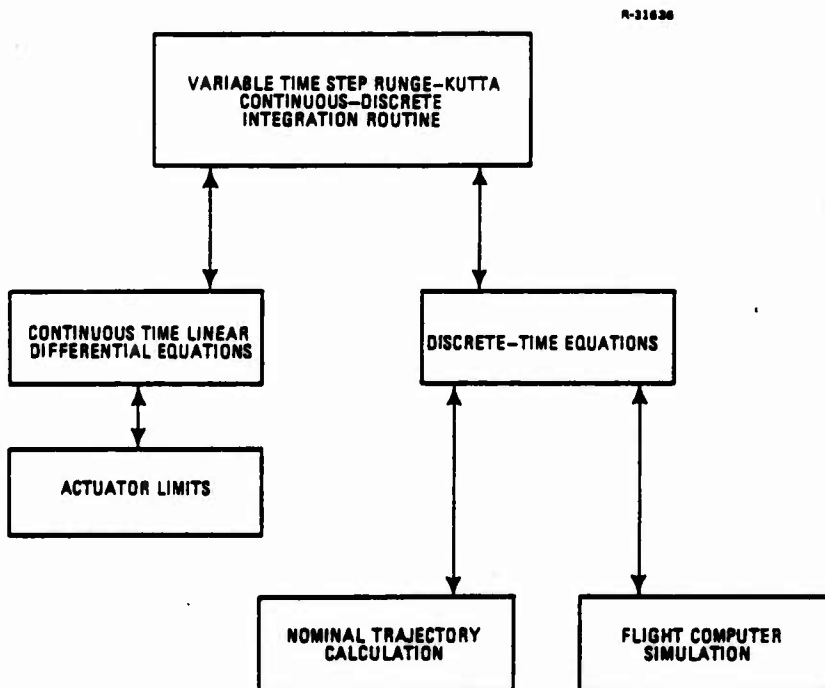 R-31636
VARIABLE TIME STEP RUNGE-KUTTA
CONTINUOUS-DISCRETE
INTEGRATION ROUTINE
CONTINUOUS TIME LINEAR
DIFFERENTIAL EQUATIONS
DISCRETE-TIME EQUATIONS
ACTUATOR LIMITS
NOMINAL TRAJECTORY
CALCULATION
FLIGHT COMPUTER
SIMULATION